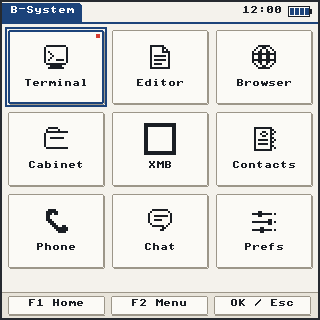 B-System 12:00
Terminal Editor Browser
Cabinet XMB Contacts
Phone Chat Prefs
F1 Home F2 Menu OK / Esc